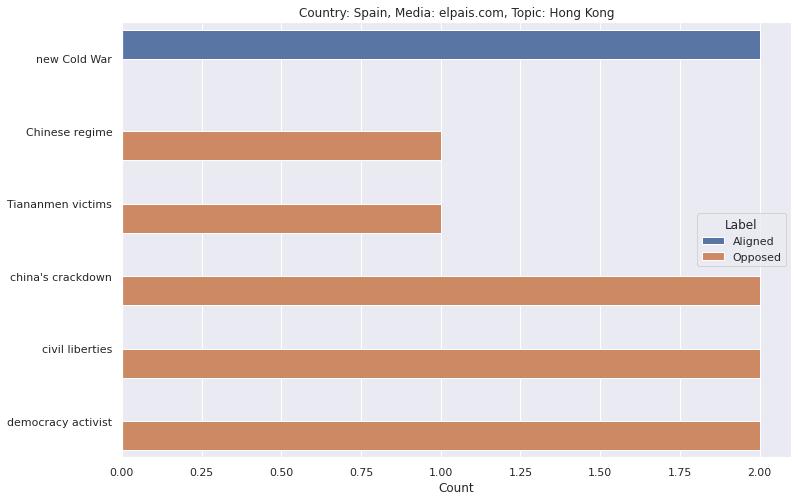 Country: Spain, Media: elpais.com, Topic: Hong Kong
new Cold War
Chinese regime
Tiananmen victims
china's crackdown
civil liberties
democracy activist
Label
Aligned
Opposed
0.00 0.25 0.50 0.75 1.00 1.25 1.50 1.75 2.00
Count